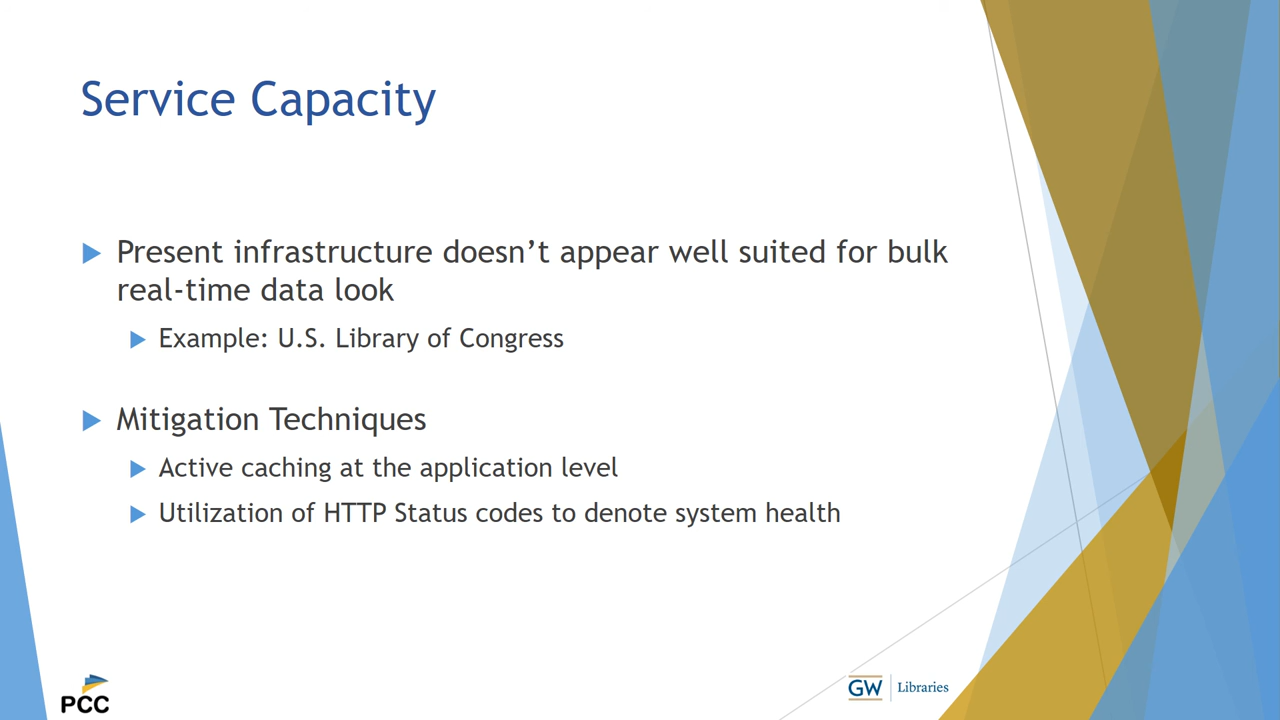 Service Capacity
Present infrastructure doesn’t appear well suited for bulk
real-time data look
Example: U.S. Library of Congress
Mitigation Techniques
Active caching at the application level
Utilization of HTTP Status codes to denote system health
PCC
GW Libraries